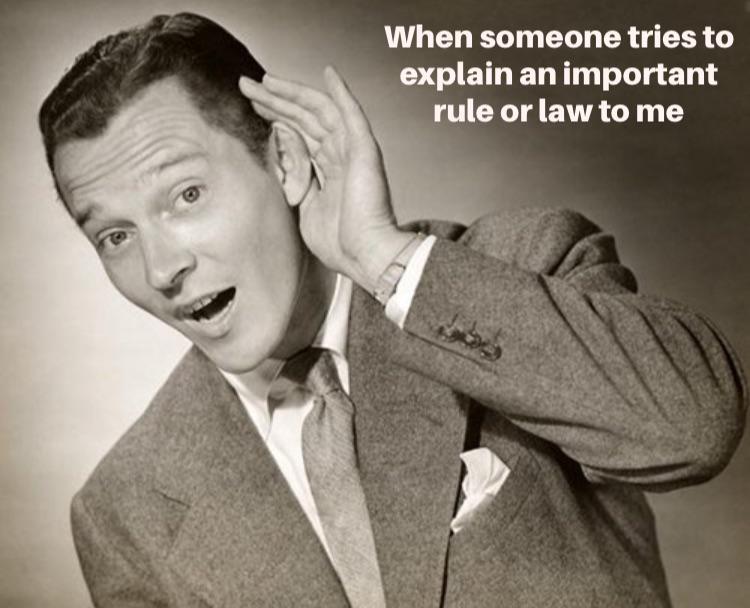 When someone tries to
explain an important
rule or law to me